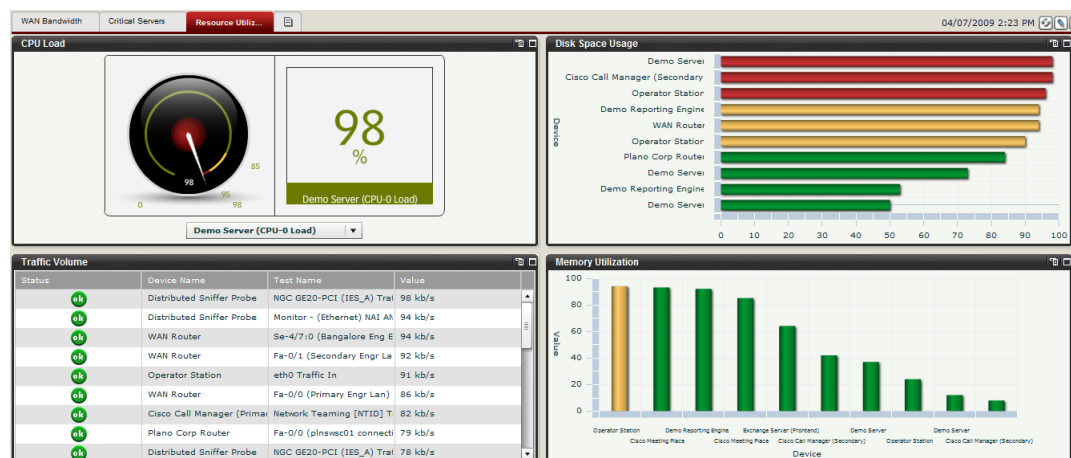 WAN Bandwidth Critical Servers Resource Utiliz... 04/07/2009 2:23 PM
CPU Load
85
98
95
0 98
98
%
Demo Server (CPU-0 Load)
Demo Server (CPU-0 Load)
Disk Space Usage
Device
Demo Server
Cisco Call Manager (Secondary
Operator Station
Demo Reporting Engine
WAN Router
Operator Station
Plano Corp Router
Demo Server
Demo Reporting Engine
Demo Server
0 10 20 30 40 50 60 70 80 90 100
Traffic Volume
Status Device Name Test Name Value
ok Distributed Sniffer Probe NGC GE20-PCI (IES_A) Traf 98 kb/s
ok Distributed Sniffer Probe Monitor - (Ethernet) NAI AN 94 kb/s
ok WAN Router Se-4/7:0 (Bangalore Eng E 94 kb/s
ok WAN Router Fa-0/1 (Secondary Engr La 92 kb/s
ok Operator Station eth0 Traffic In 91 kb/s
ok WAN Router Fa-0/0 (Primary Engr Lan) 86 kb/s
ok Cisco Call Manager (Primar Network Teaming [NTID] T 82 kb/s
ok Plano Corp Router Fa-0/0 (plnswsc01 connecti 79 kb/s
ok Distributed Sniffer Probe NGC GE20-PCI (IES_A) Traf 78 kb/s
Memory Utilization
Value
100
80
60
40
20
0
Operator Station Demo Reporting Engine Exchange Server (Frontend) Demo Server Demo Server
Cisco Meeting Place Cisco Meeting Place Cisco Call Manager (Secondary) Operator Station Cisco Call Manager (Secondary)
Device